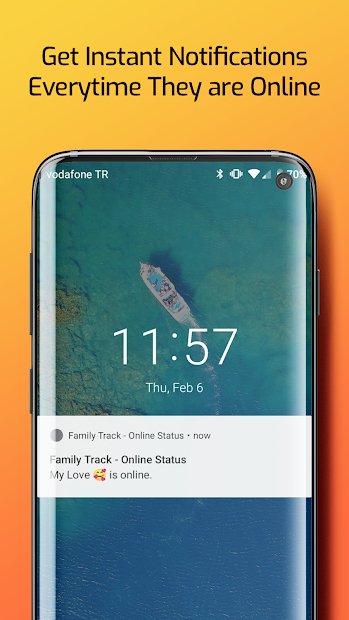 Get Instant Notifications
Everytime They are Online
vodafone TR 70%
11:57
Thu, Feb 6
Family Track - Online Status • now
Family Track - Online Status
My Love 🥰 is online.